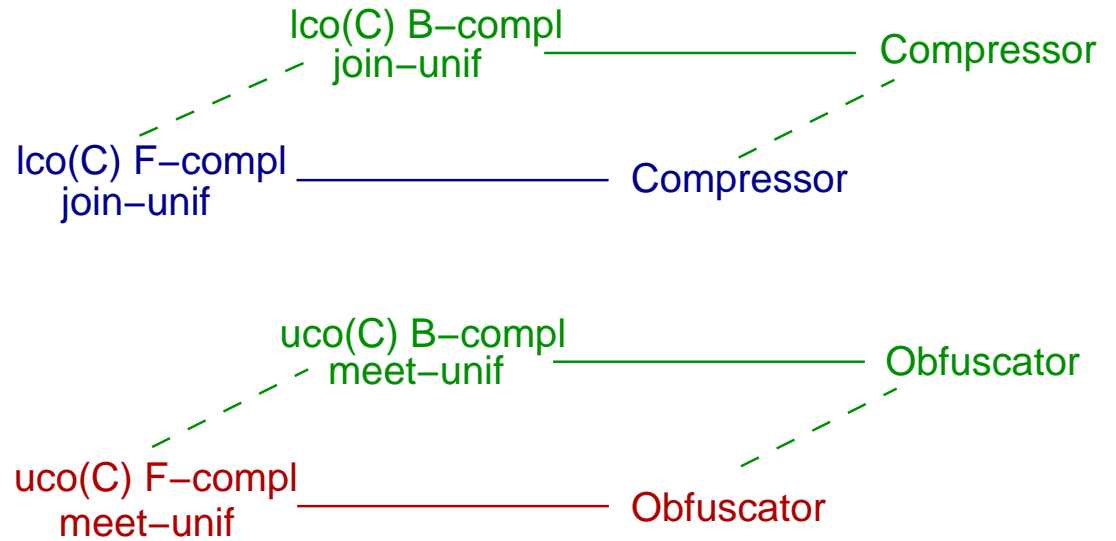 lco(C) B−compl
join−unif
Compressor
lco(C) F−compl
join−unif
Compressor
uco(C) B−compl
meet−unif
Obfuscator
uco(C) F−compl
meet−unif
Obfuscator